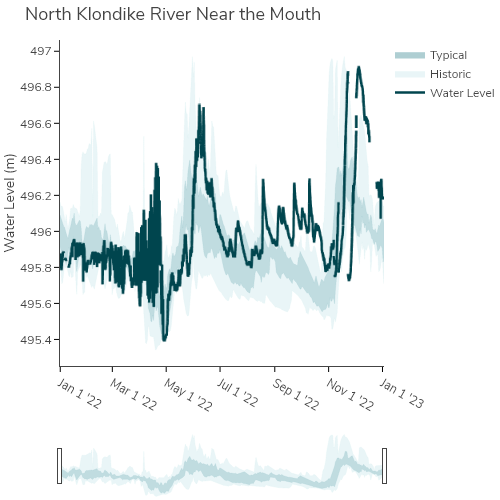 North Klondike River Near the Mouth
Typical
Historic
Water Level
Water Level (m)
497
496.8
496.6
496.4
496.2
496
495.8
495.6
495.4
Jan 1 '22
Mar 1 '22
May 1 '22
Jul 1 '22
Sep 1 '22
Nov 1 '22
Jan 1 '23